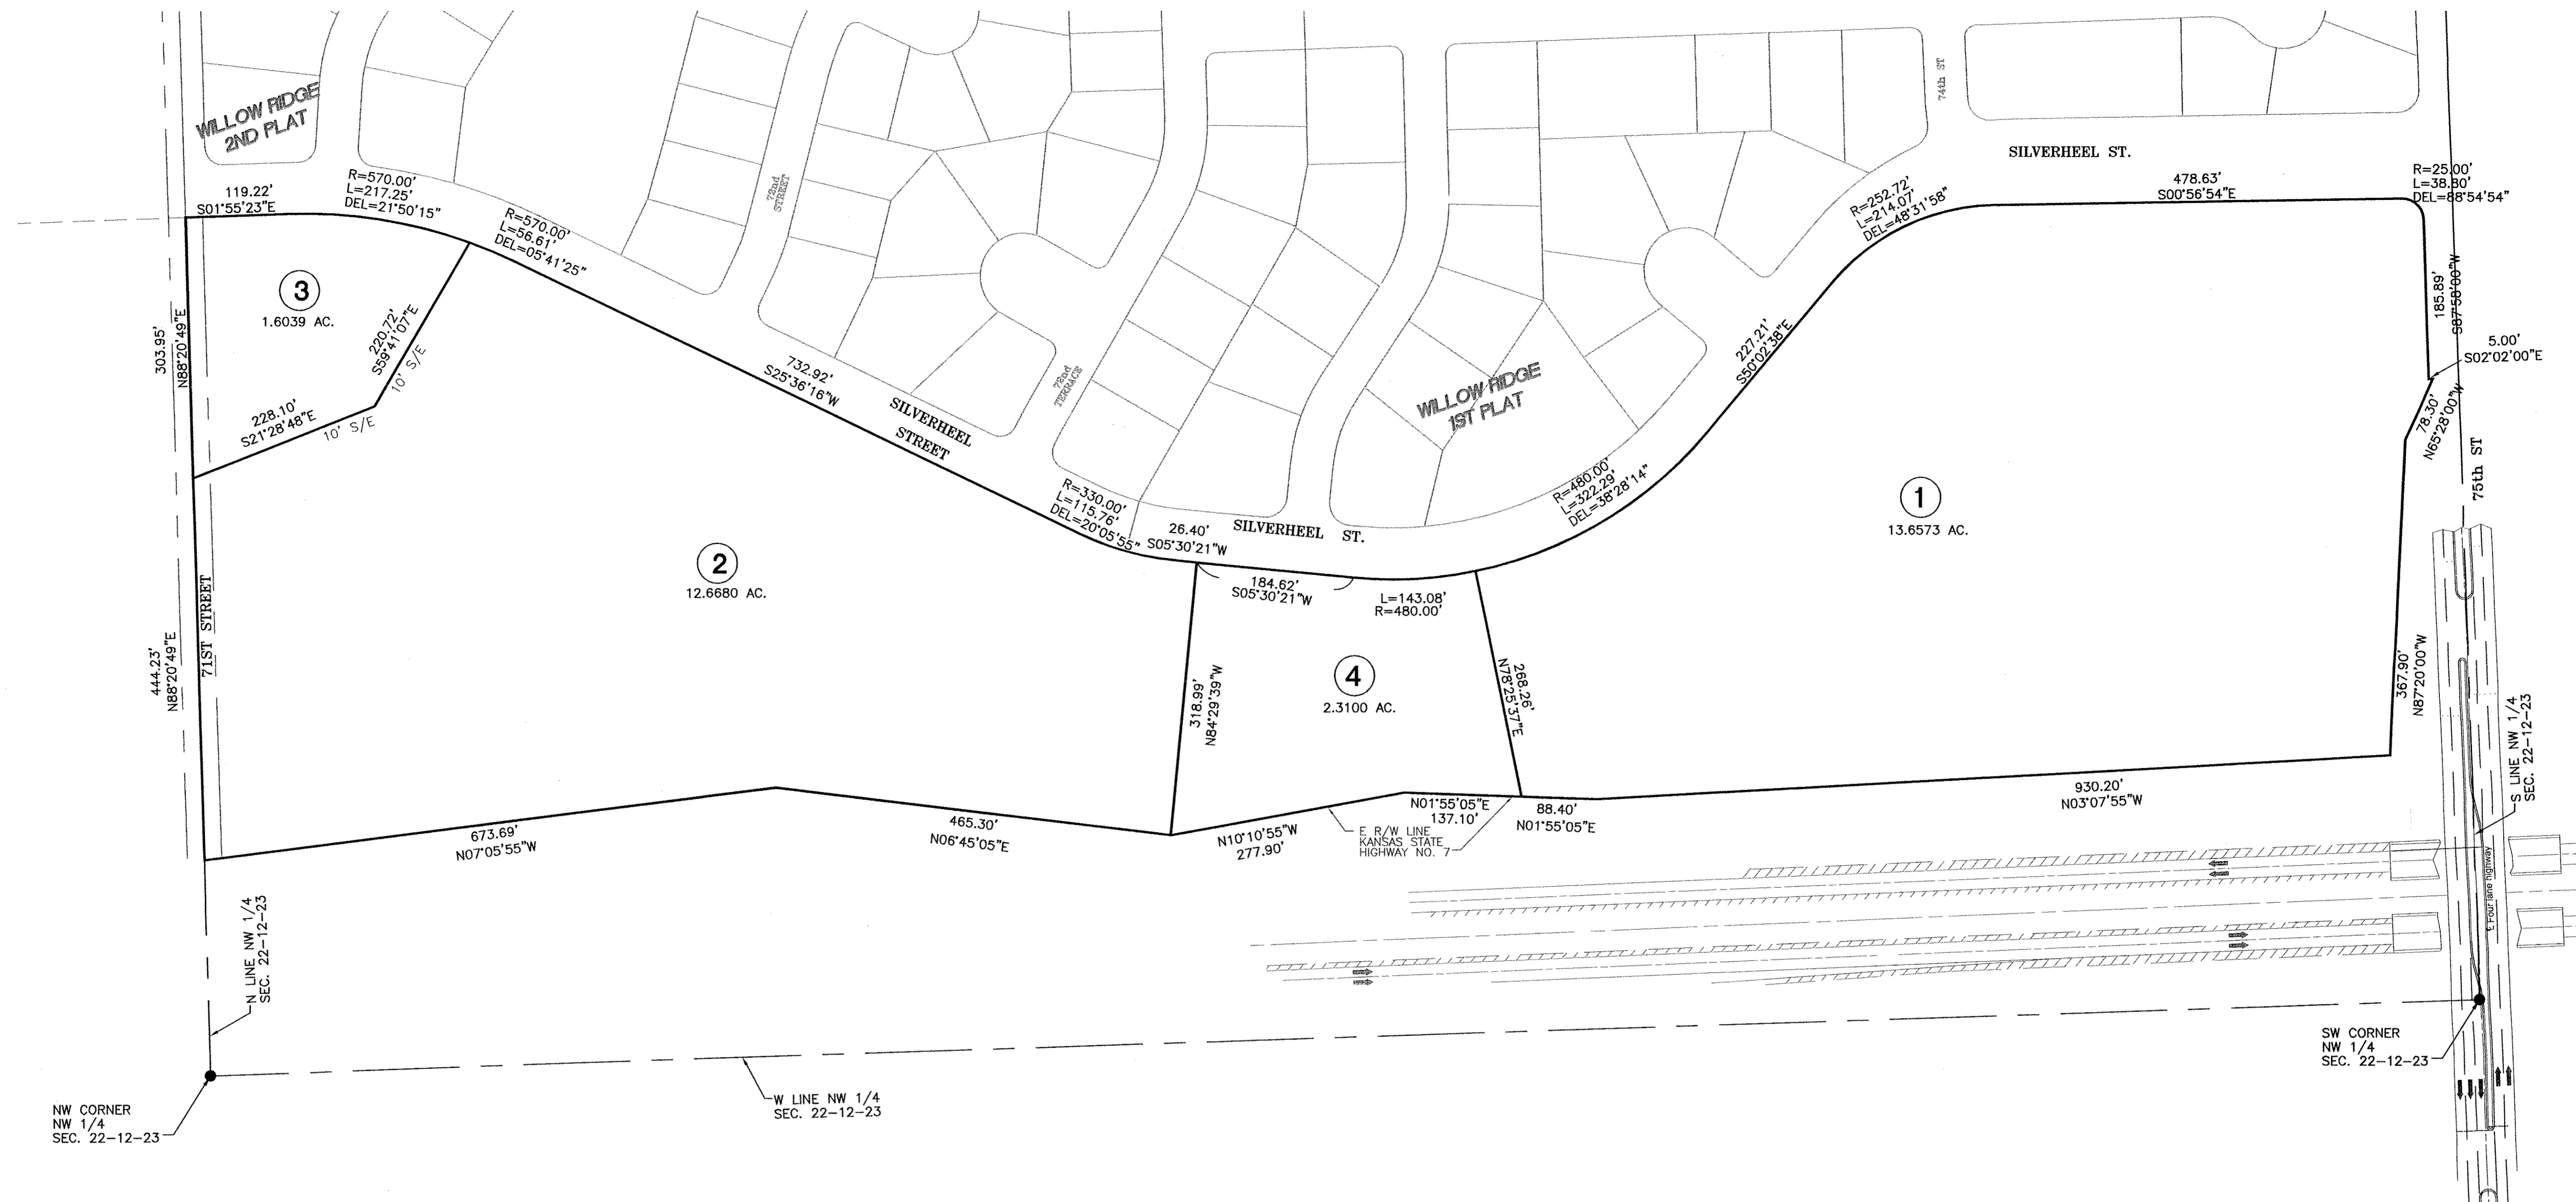 WILLOW RIDGE
2ND PLAT
119.22'
S01°55'23"E
R=570.00'
L=217.25'
DEL=21°50'15"
R=570.00'
L=56.61'
DEL=05°41'25"
72nd
STREET
74th ST
SILVERHEEL ST.
R=252.72'
L=214.07'
DEL=48°31'58"
478.63'
S00°56'54"E
R=25.00'
L=38.80'
DEL=88°54'54"
3
1.6039 AC.
303.95'
N88°20'49"E
220.72'
S59°41'07"E
10' S/E
228.10'
S21°28'48"E
10' S/E
732.92'
S25°36'16"W
SILVERHEEL
STREET
72nd
TERRACE
WILLOW RIDGE
1ST PLAT
227.21'
S50°02'38"E
185.89'
S87°58'00"W
5.00'
S02°02'00"E
78.30'
N65°28'00"W
75th ST
R=330.00'
L=115.76'
DEL=20°05'55"
26.40'
S05°30'21"W
SILVERHEEL ST.
R=480.00'
L=322.29'
DEL=38°28'14"
1
13.6573 AC.
2
12.6680 AC.
184.62'
S05°30'21"W
L=143.08'
R=480.00'
71ST STREET
444.23'
N88°20'49"E
318.99'
N84°29'39"W
4
2.3100 AC.
268.26'
N78°25'37"E
367.90'
N87°20'00"W
S LINE NW 1/4
SEC. 22-12-23
673.69'
N07°05'55"W
465.30'
N06°45'05"E
N10°10'55"W
277.90'
E R/W LINE
KANSAS STATE
HIGHWAY NO. 7
N01°55'05"E
137.10'
88.40'
N01°55'05"E
930.20'
N03°07'55"W
℄ Four lane highway
N LINE NW 1/4
SEC. 22-12-23
NW CORNER
NW 1/4
SEC. 22-12-23
W LINE NW 1/4
SEC. 22-12-23
SW CORNER
NW 1/4
SEC. 22-12-23